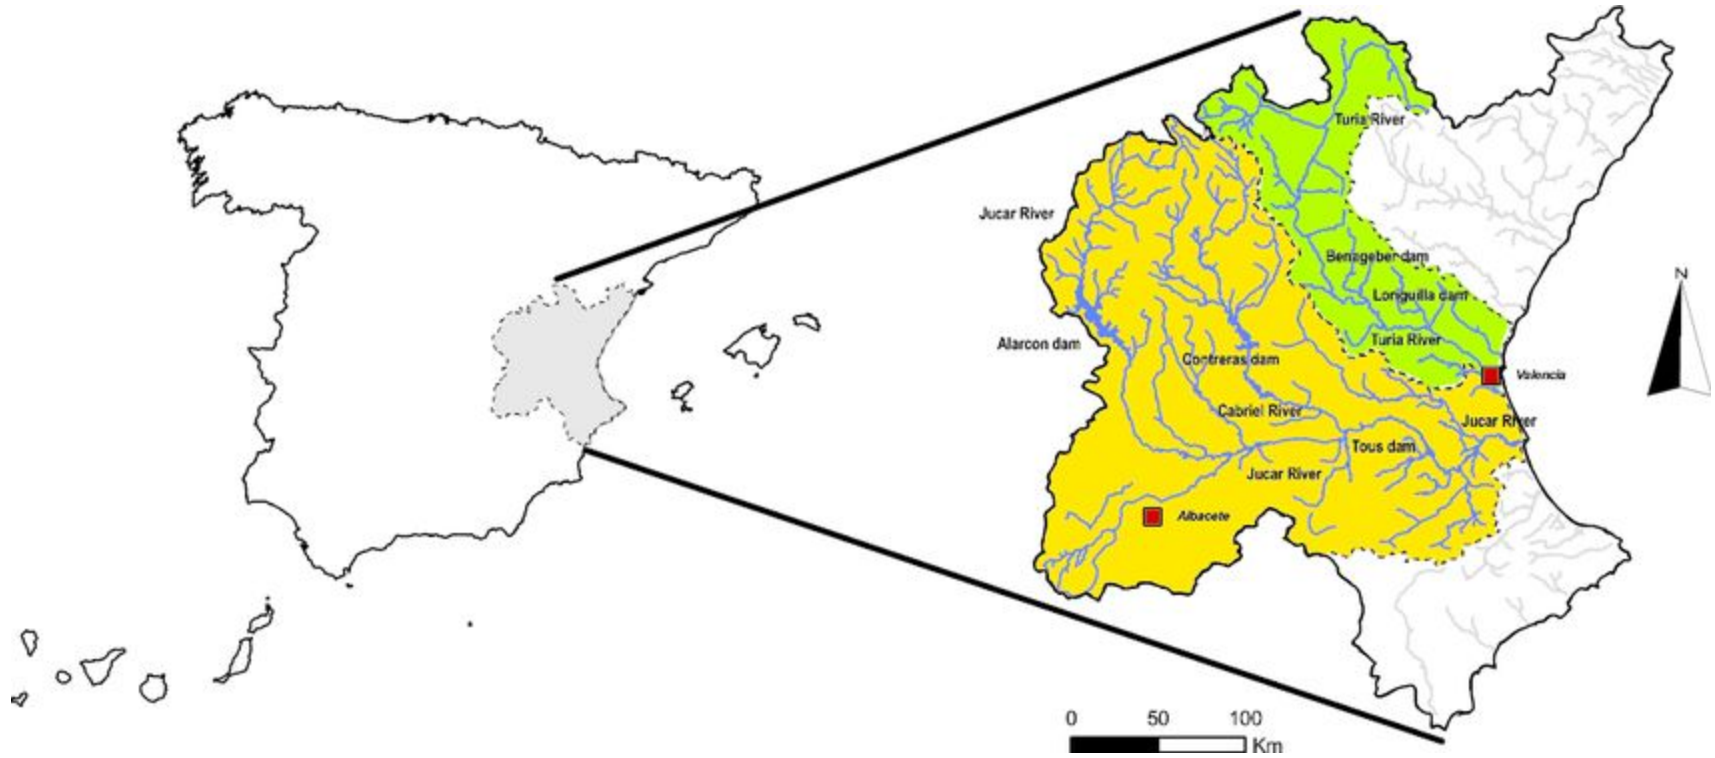 Turia River
Jucar River
Benageber dam
N
Loriguilla dam
Turia River
Alarcon dam
Contreras dam
Valencia
Cabriel River
Jucar River
Tous dam
Jucar River
Albacete
0 50 100
Km